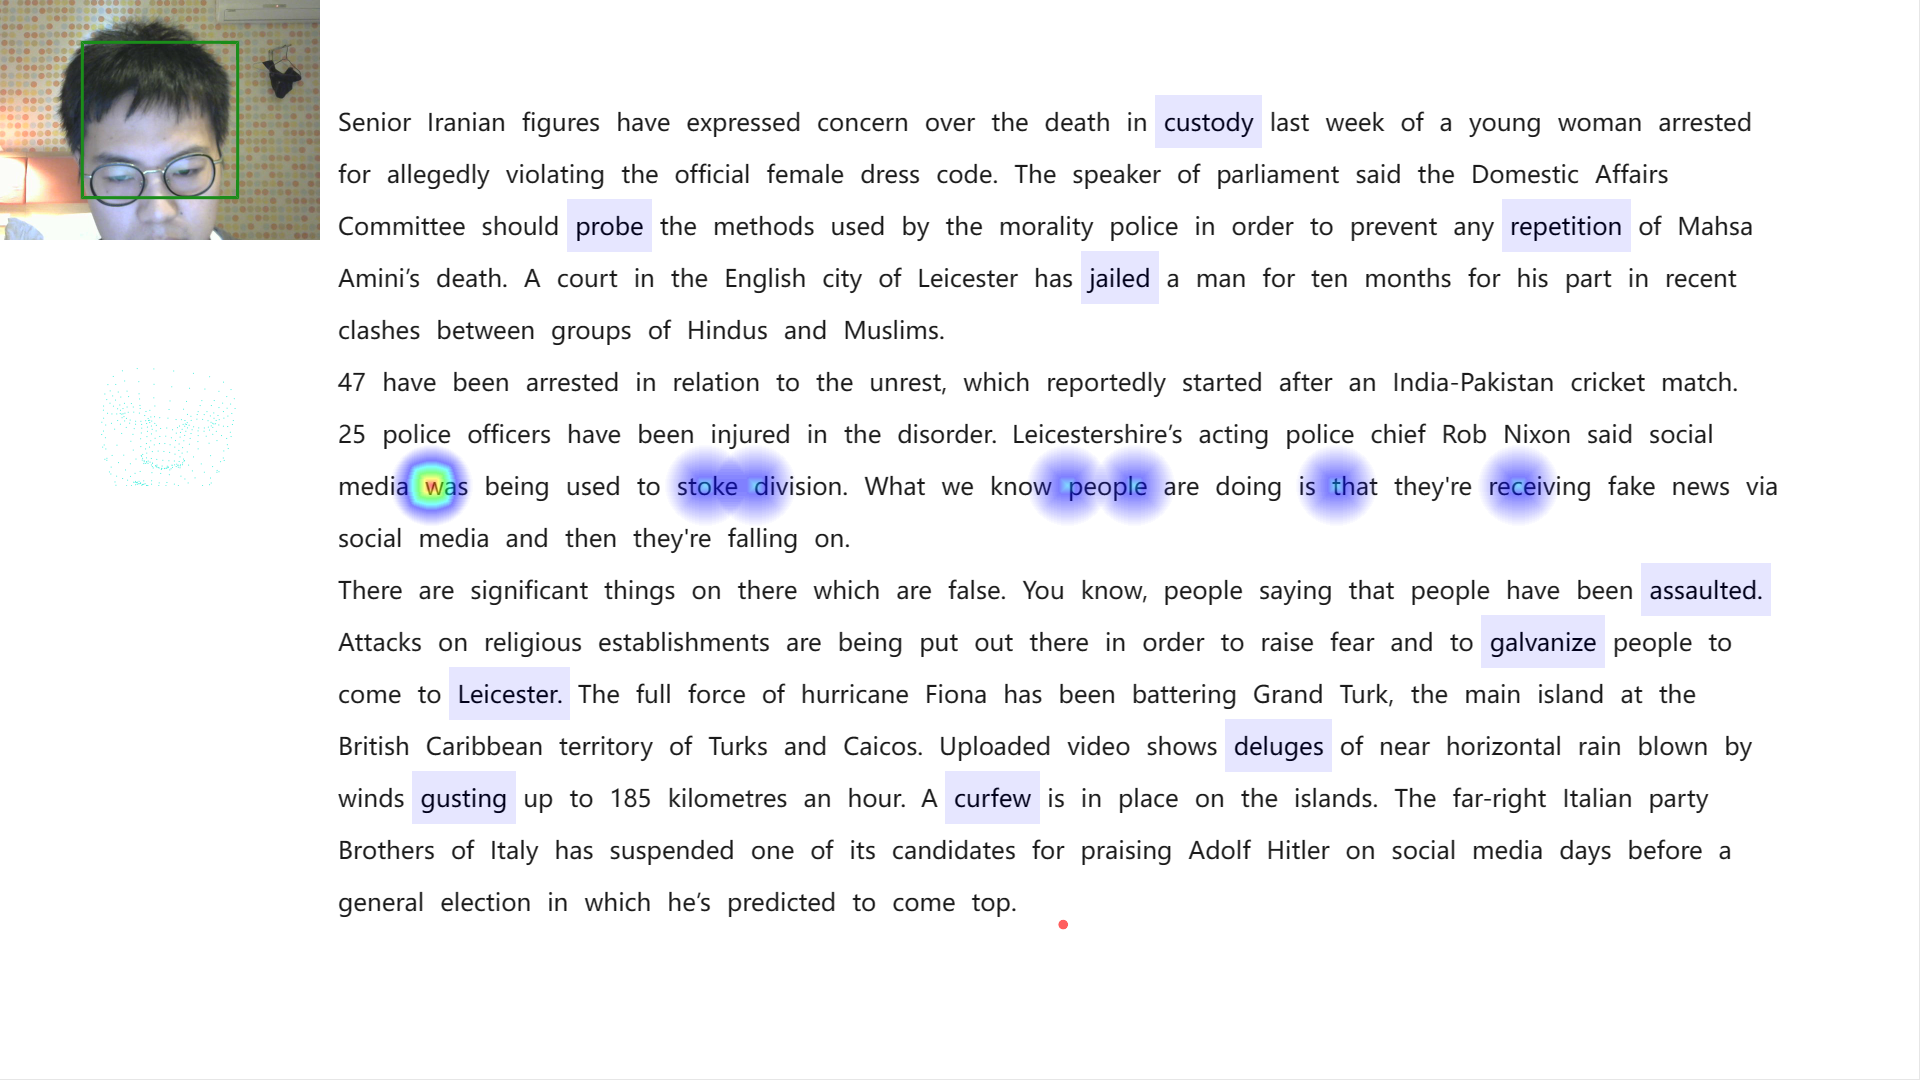 Senior Iranian figures have expressed concern over the death in custody last week of a young woman arrested
for allegedly violating the official female dress code. The speaker of parliament said the Domestic Affairs
Committee should probe the methods used by the morality police in order to prevent any repetition of Mahsa
Amini’s death. A court in the English city of Leicester has jailed a man for ten months for his part in recent
clashes between groups of Hindus and Muslims.
47 have been arrested in relation to the unrest, which reportedly started after an India-Pakistan cricket match.
25 police officers have been injured in the disorder. Leicestershire’s acting police chief Rob Nixon said social
media was being used to stoke division. What we know people are doing is that they're receiving fake news via
social media and then they're falling on.
There are significant things on there which are false. You know, people saying that people have been assaulted.
Attacks on religious establishments are being put out there in order to raise fear and to galvanize people to
come to Leicester. The full force of hurricane Fiona has been battering Grand Turk, the main island at the
British Caribbean territory of Turks and Caicos. Uploaded video shows deluges of near horizontal rain blown by
winds gusting up to 185 kilometres an hour. A curfew is in place on the islands. The far-right Italian party
Brothers of Italy has suspended one of its candidates for praising Adolf Hitler on social media days before a
general election in which he’s predicted to come top.